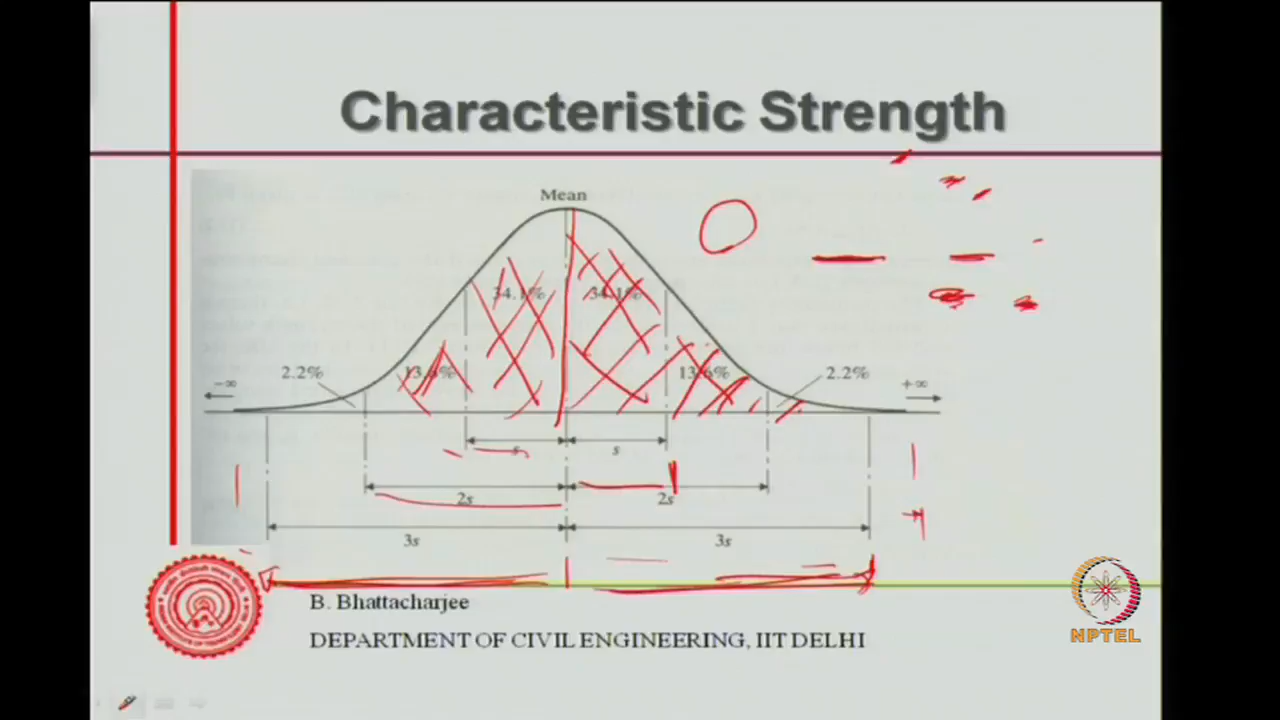 Characteristic Strength
Mean
34.1% 34.1%
2.2% 13.6% 13.6% 2.2%
-∞ +∞
s s
2s 2s
3s 3s
B. Bhattacharjee
DEPARTMENT OF CIVIL ENGINEERING, IIT DELHI
NPTEL